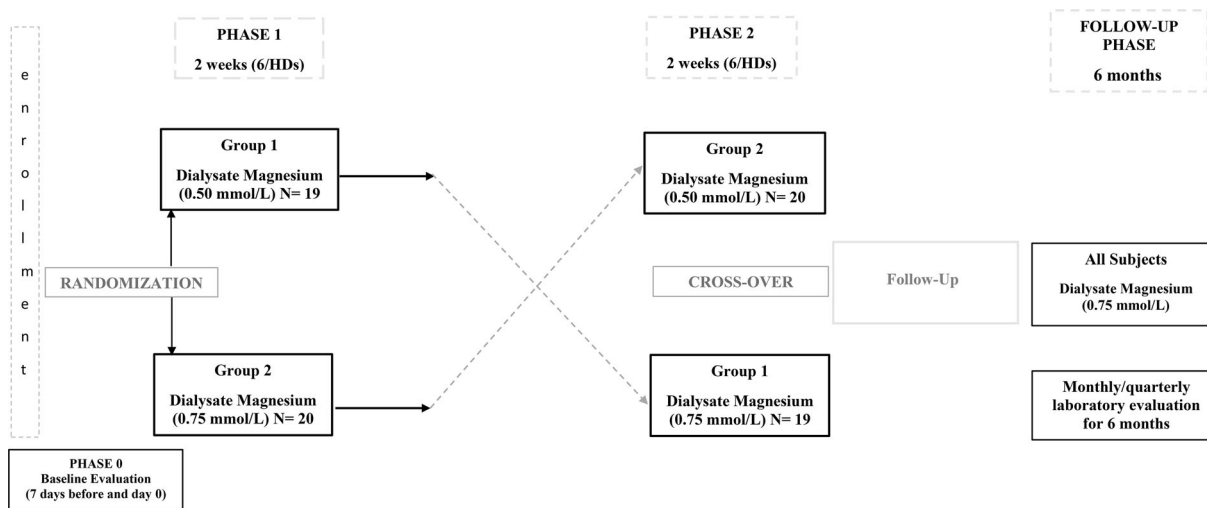 enrollment
PHASE 1
2 weeks (6/HDs)
PHASE 2
2 weeks (6/HDs)
FOLLOW-UP
PHASE
6 months
Group 1
Dialysate Magnesium
(0.50 mmol/L) N= 19
Group 2
Dialysate Magnesium
(0.50 mmol/L) N= 20
RANDOMIZATION
CROSS-OVER
Follow-Up
All Subjects
Dialysate Magnesium
(0.75 mmol/L)
Group 2
Dialysate Magnesium
(0.75 mmol/L) N= 20
Group 1
Dialysate Magnesium
(0.75 mmol/L) N= 19
Monthly/quarterly
laboratory evaluation
for 6 months
PHASE 0
Baseline Evaluation
(7 days before and day 0)